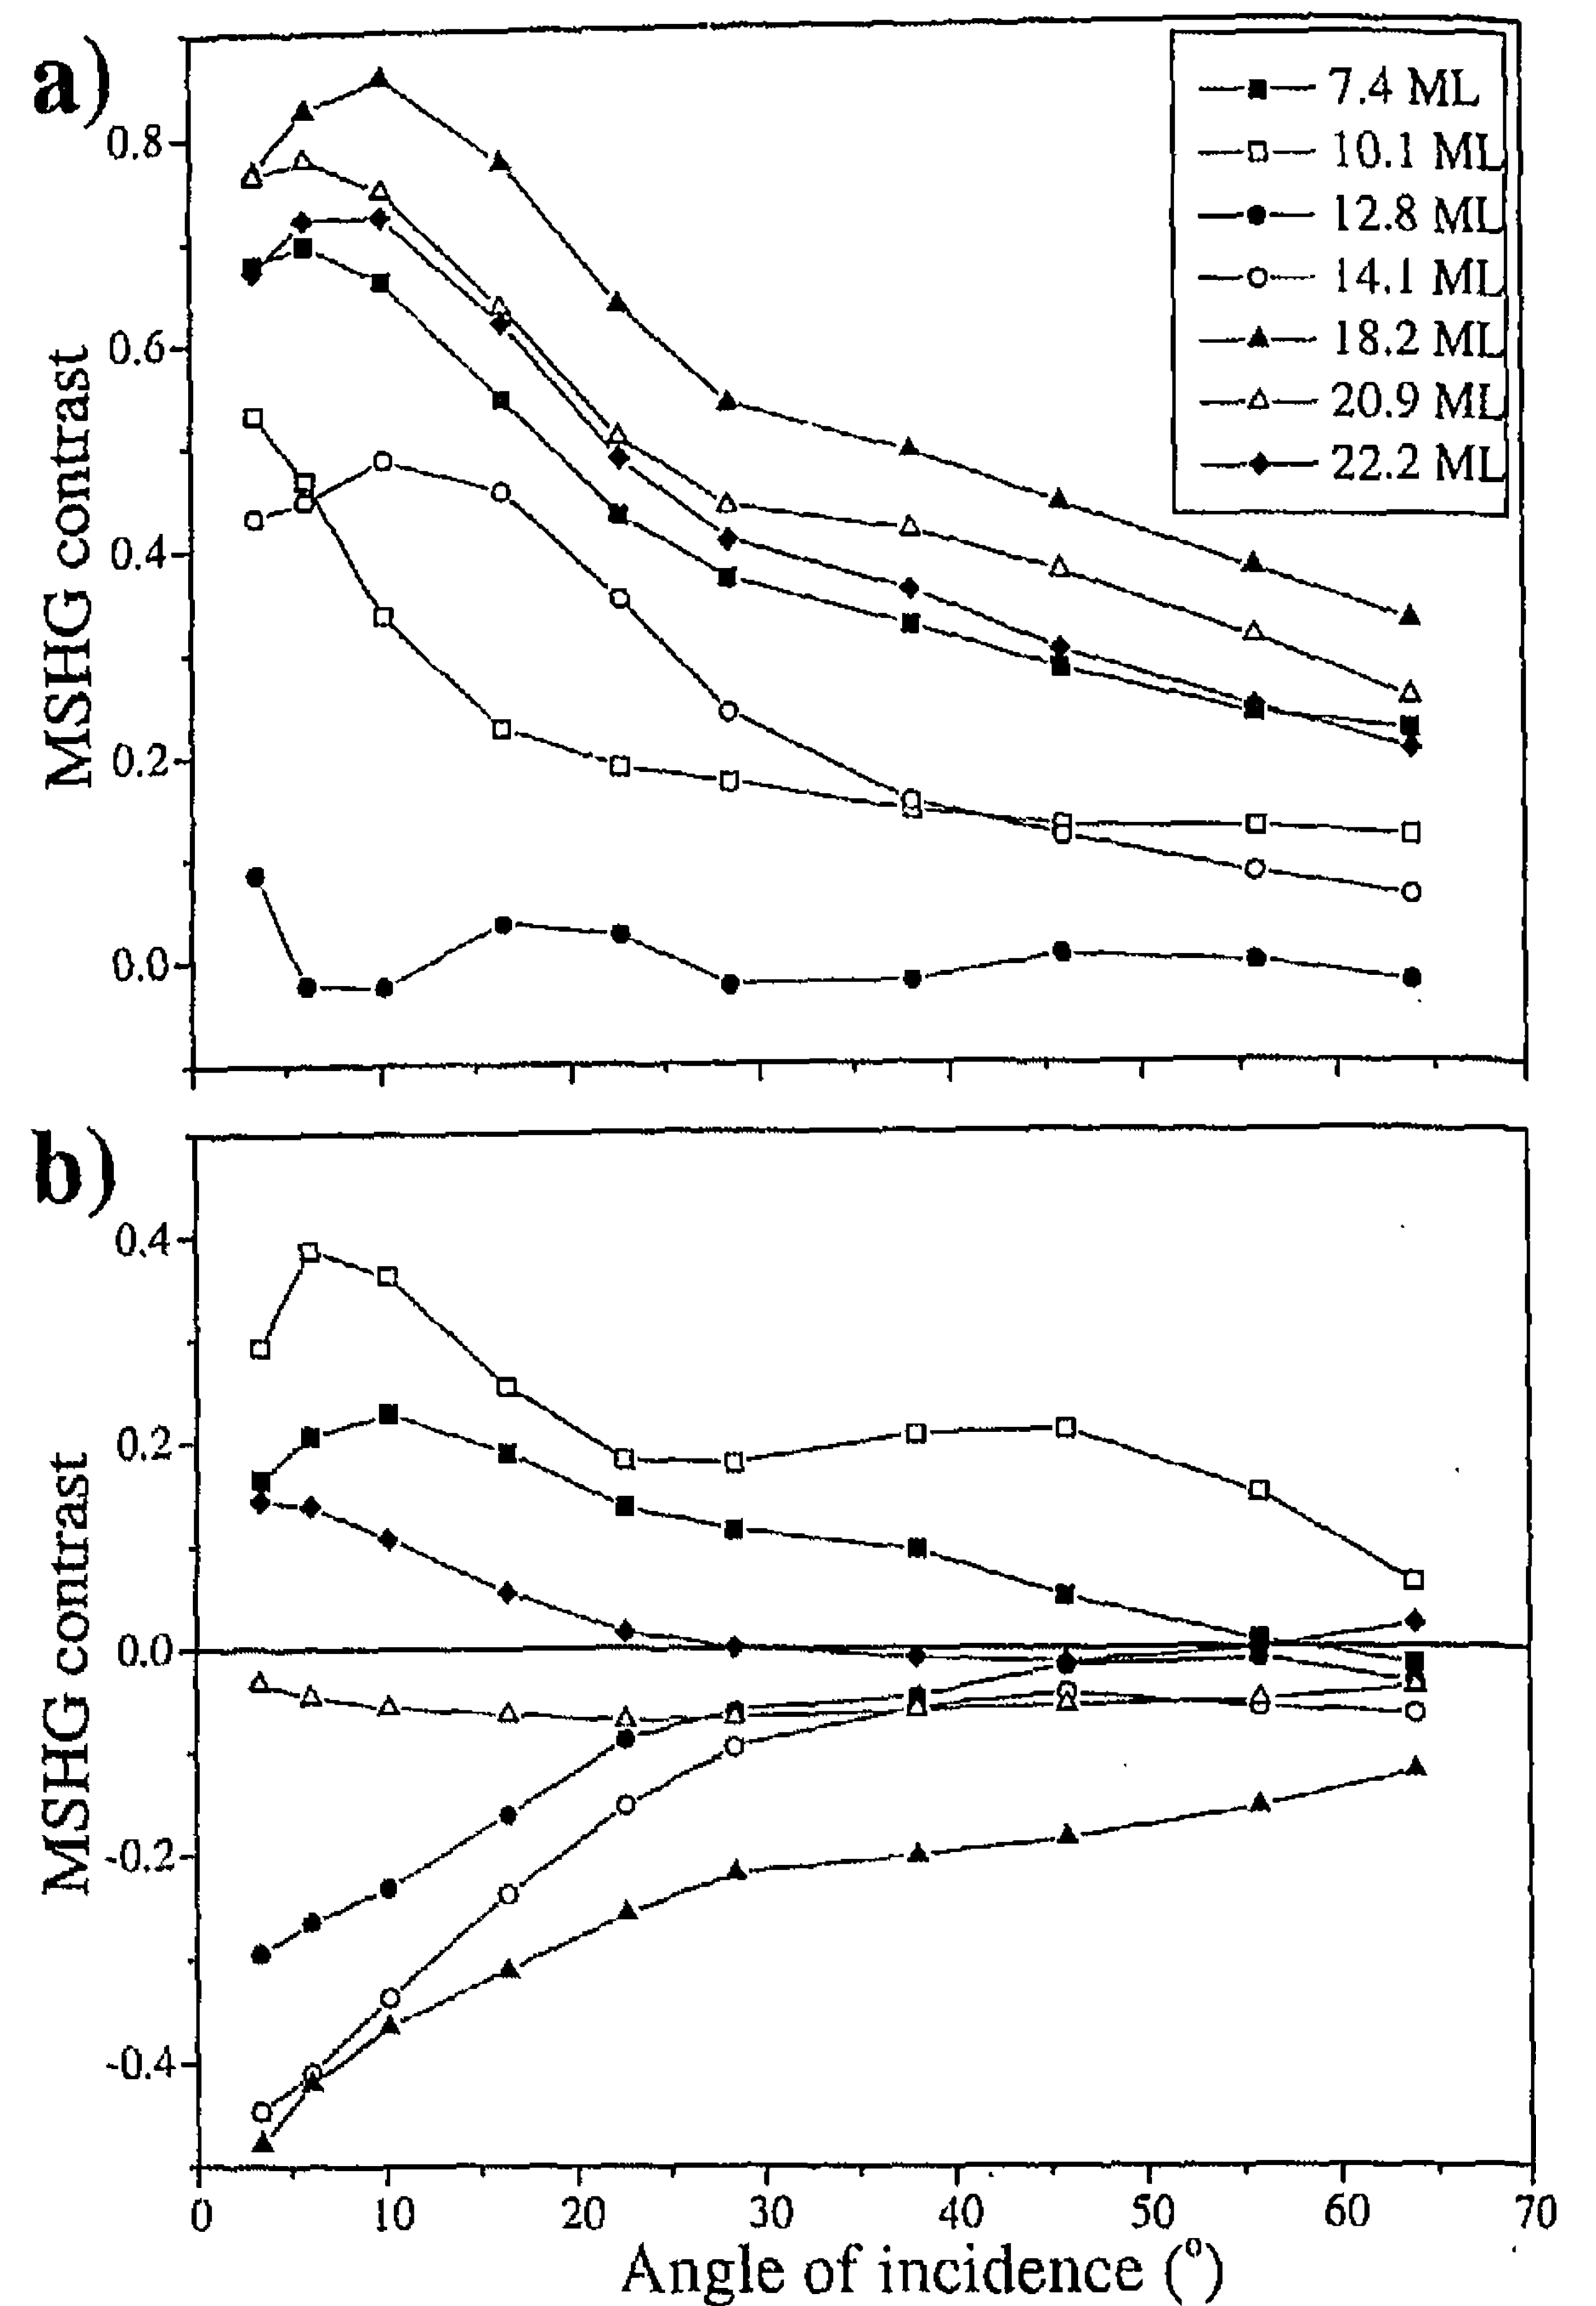 a)
7.4 ML
10.1 ML
12.8 ML
14.1 ML
18.2 ML
20.9 ML
22.2 ML
0.8
0.6
0.4
0.2
0.0
MSHG contrast
b)
0.4
0.2
0.0
-0.2
-0.4
MSHG contrast
0 10 20 30 40 50 60 70
Angle of incidence (°)